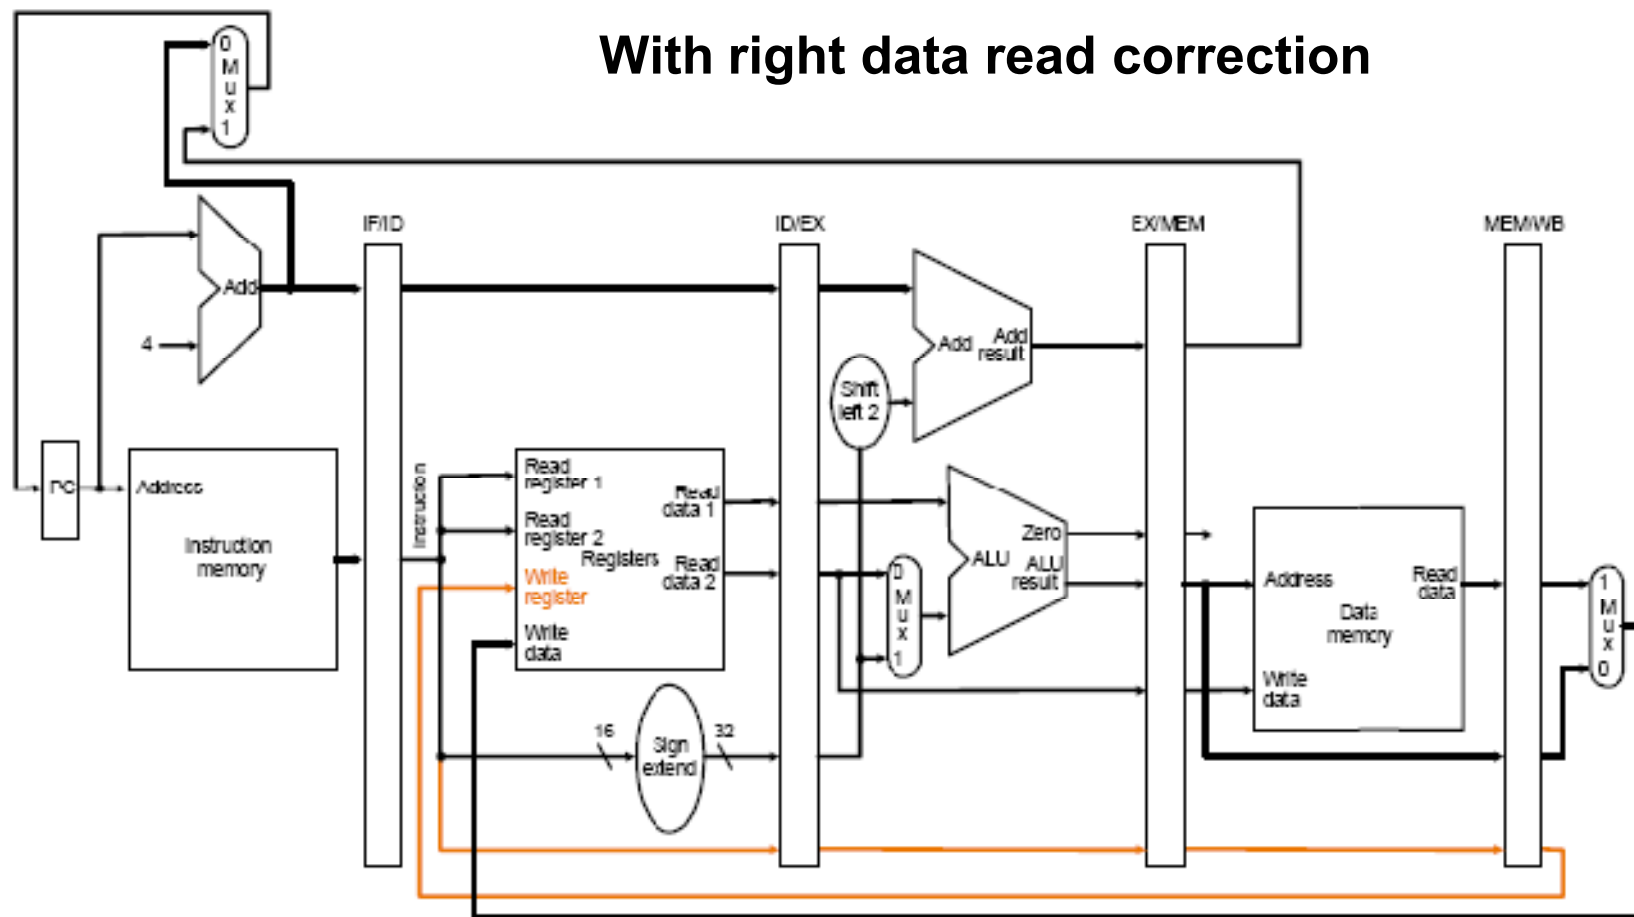 With right data read correction
0
M
u
x
1
IF/ID
ID/EX
EX/MEM
MEM/WB
Add
4
Add
Add
result
Shift
left 2
PC
Address
Instruction
memory
Instruction
Read
register 1
Read
register 2
Write
register
Write
data
Registers
Read
data 1
Read
data 2
16
Sign
extend
32
0
M
u
x
1
Zero
ALU
ALU
result
Address
Read
data
Data
memory
Write
data
1
M
u
x
0